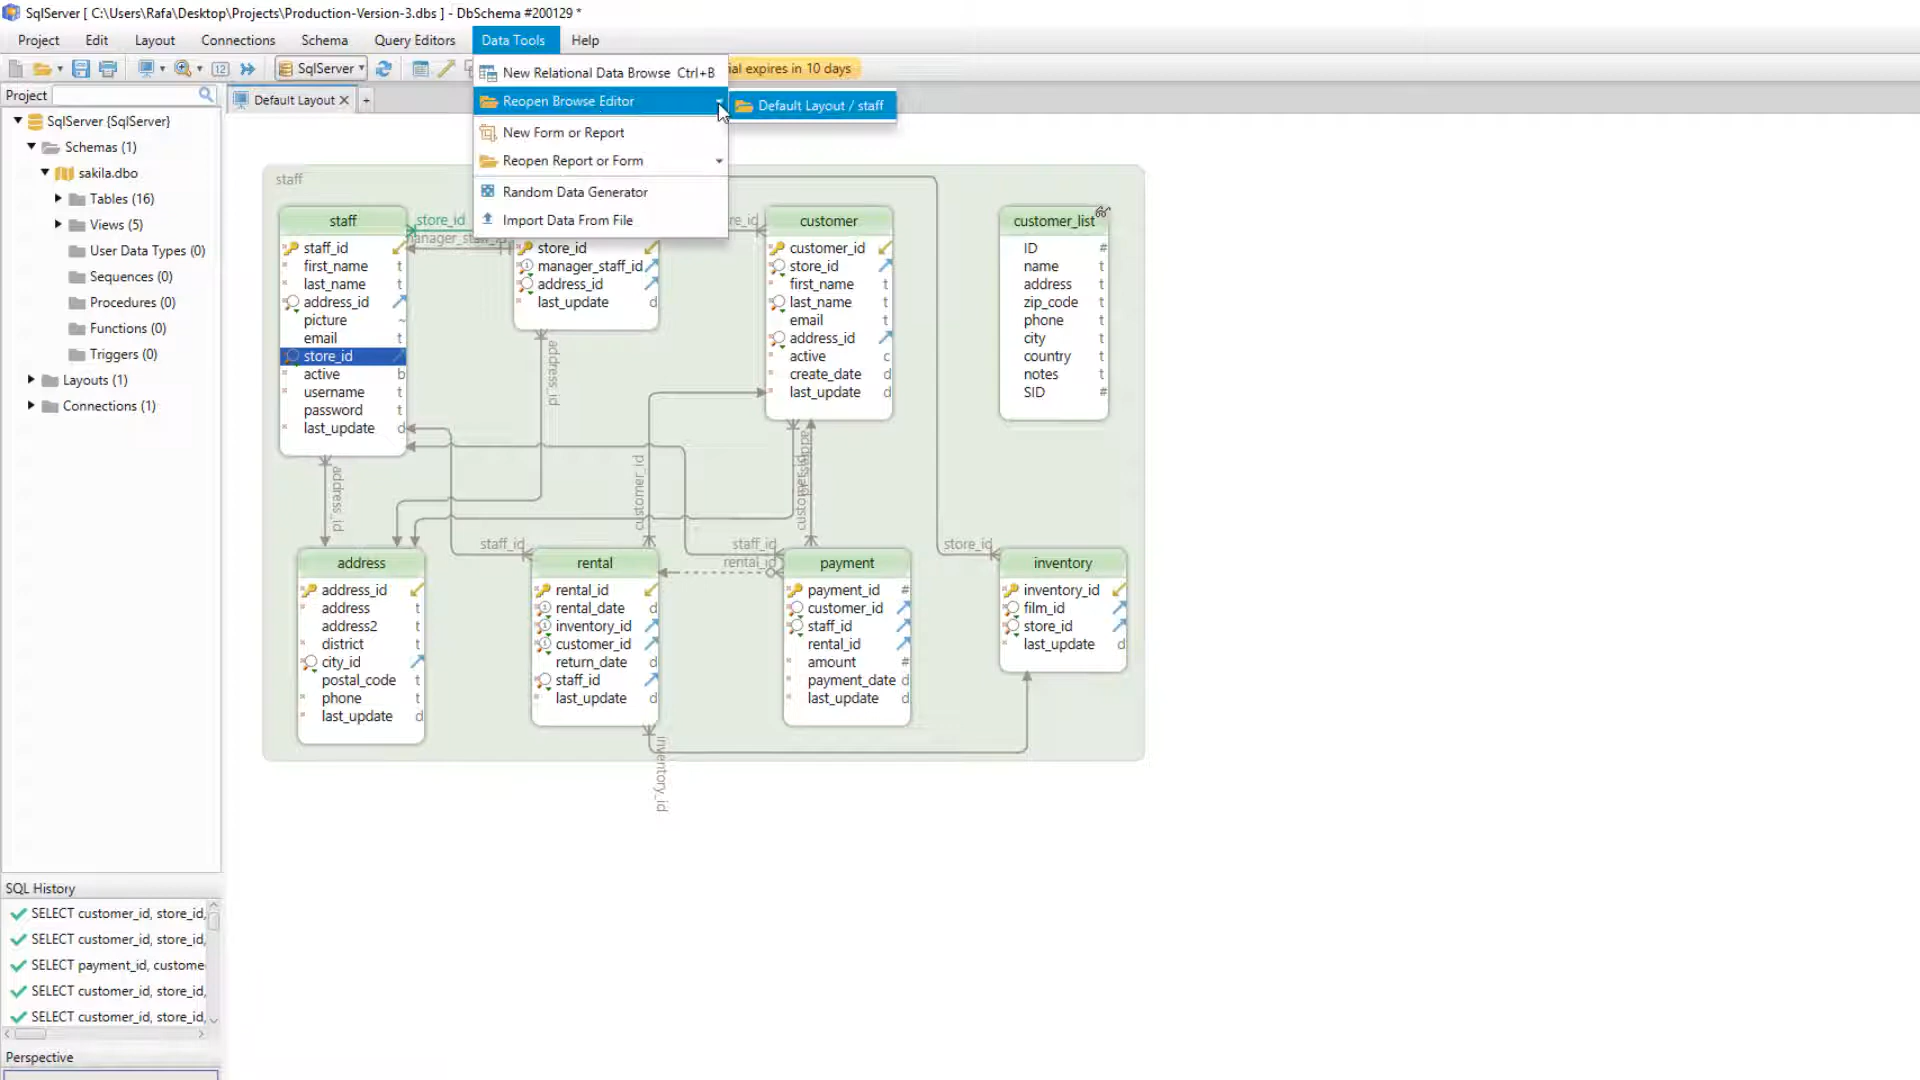 SqlServer [ C:\Users\Rafa\Desktop\Projects\Production-Version-3.dbs ] - DbSchema #200129 *
Project Edit Layout Connections Schema Query Editors Data Tools Help
SqlServer
ial expires in 10 days
Project
Default Layout
New Relational Data Browse Ctrl+B
Reopen Browse Editor
Default Layout / staff
New Form or Report
Reopen Report or Form
Random Data Generator
Import Data From File
SqlServer {SqlServer}
Schemas (1)
sakila.dbo
Tables (16)
Views (5)
User Data Types (0)
Sequences (0)
Procedures (0)
Functions (0)
Triggers (0)
Layouts (1)
Connections (1)
staff
staff
staff_id
first_name t
last_name t
address_id
picture ~
email t
store_id
active b
username t
password t
last_update d
store_id
store_id
manager_staff_id
address_id
last_update d
re_id
customer
customer_id
store_id
first_name t
last_name t
email t
address_id
active c
create_date d
last_update d
customer_list
ID #
name t
address t
zip_code t
phone t
city t
country t
notes t
SID #
address_id
address_id
customer_id
staff_id
staff_id
rental_id
store_id
address
address_id
address t
address2 t
district t
city_id
postal_code t
phone t
last_update d
rental
rental_id
rental_date d
inventory_id
customer_id
return_date d
staff_id
last_update d
payment
payment_id #
customer_id
staff_id
rental_id
amount #
payment_date d
last_update d
inventory
inventory_id
film_id
store_id
last_update d
inventory_id
SQL History
SELECT customer_id, store_id,
SELECT customer_id, store_id,
SELECT payment_id, custome
SELECT customer_id, store_id,
SELECT customer_id, store_id,
Perspective